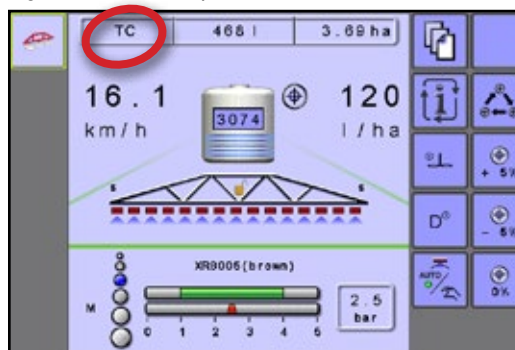 TC 468 l 3.69 ha
16.1 120
3074
km/h l/ha
s s
+ 5%
D
- 5%
XR8005(brown)
AUTO
0%
M 2.5
bar
0 1 2 3 4 5